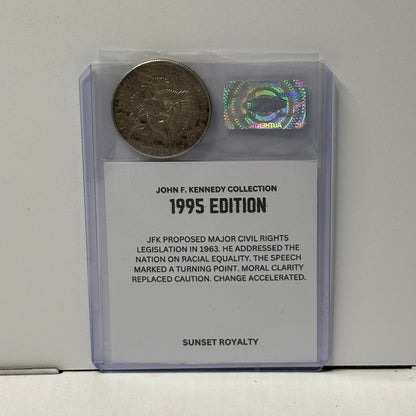 JOHN F. KENNEDY COLLECTION
1995 EDITION
JFK PROPOSED MAJOR CIVIL RIGHTS
LEGISLATION IN 1963. HE ADDRESSED THE
NATION ON RACIAL EQUALITY. THE SPEECH
MARKED A TURNING POINT. MORAL CLARITY
REPLACED CAUTION. CHANGE ACCELERATED.
SUNSET ROYALTY